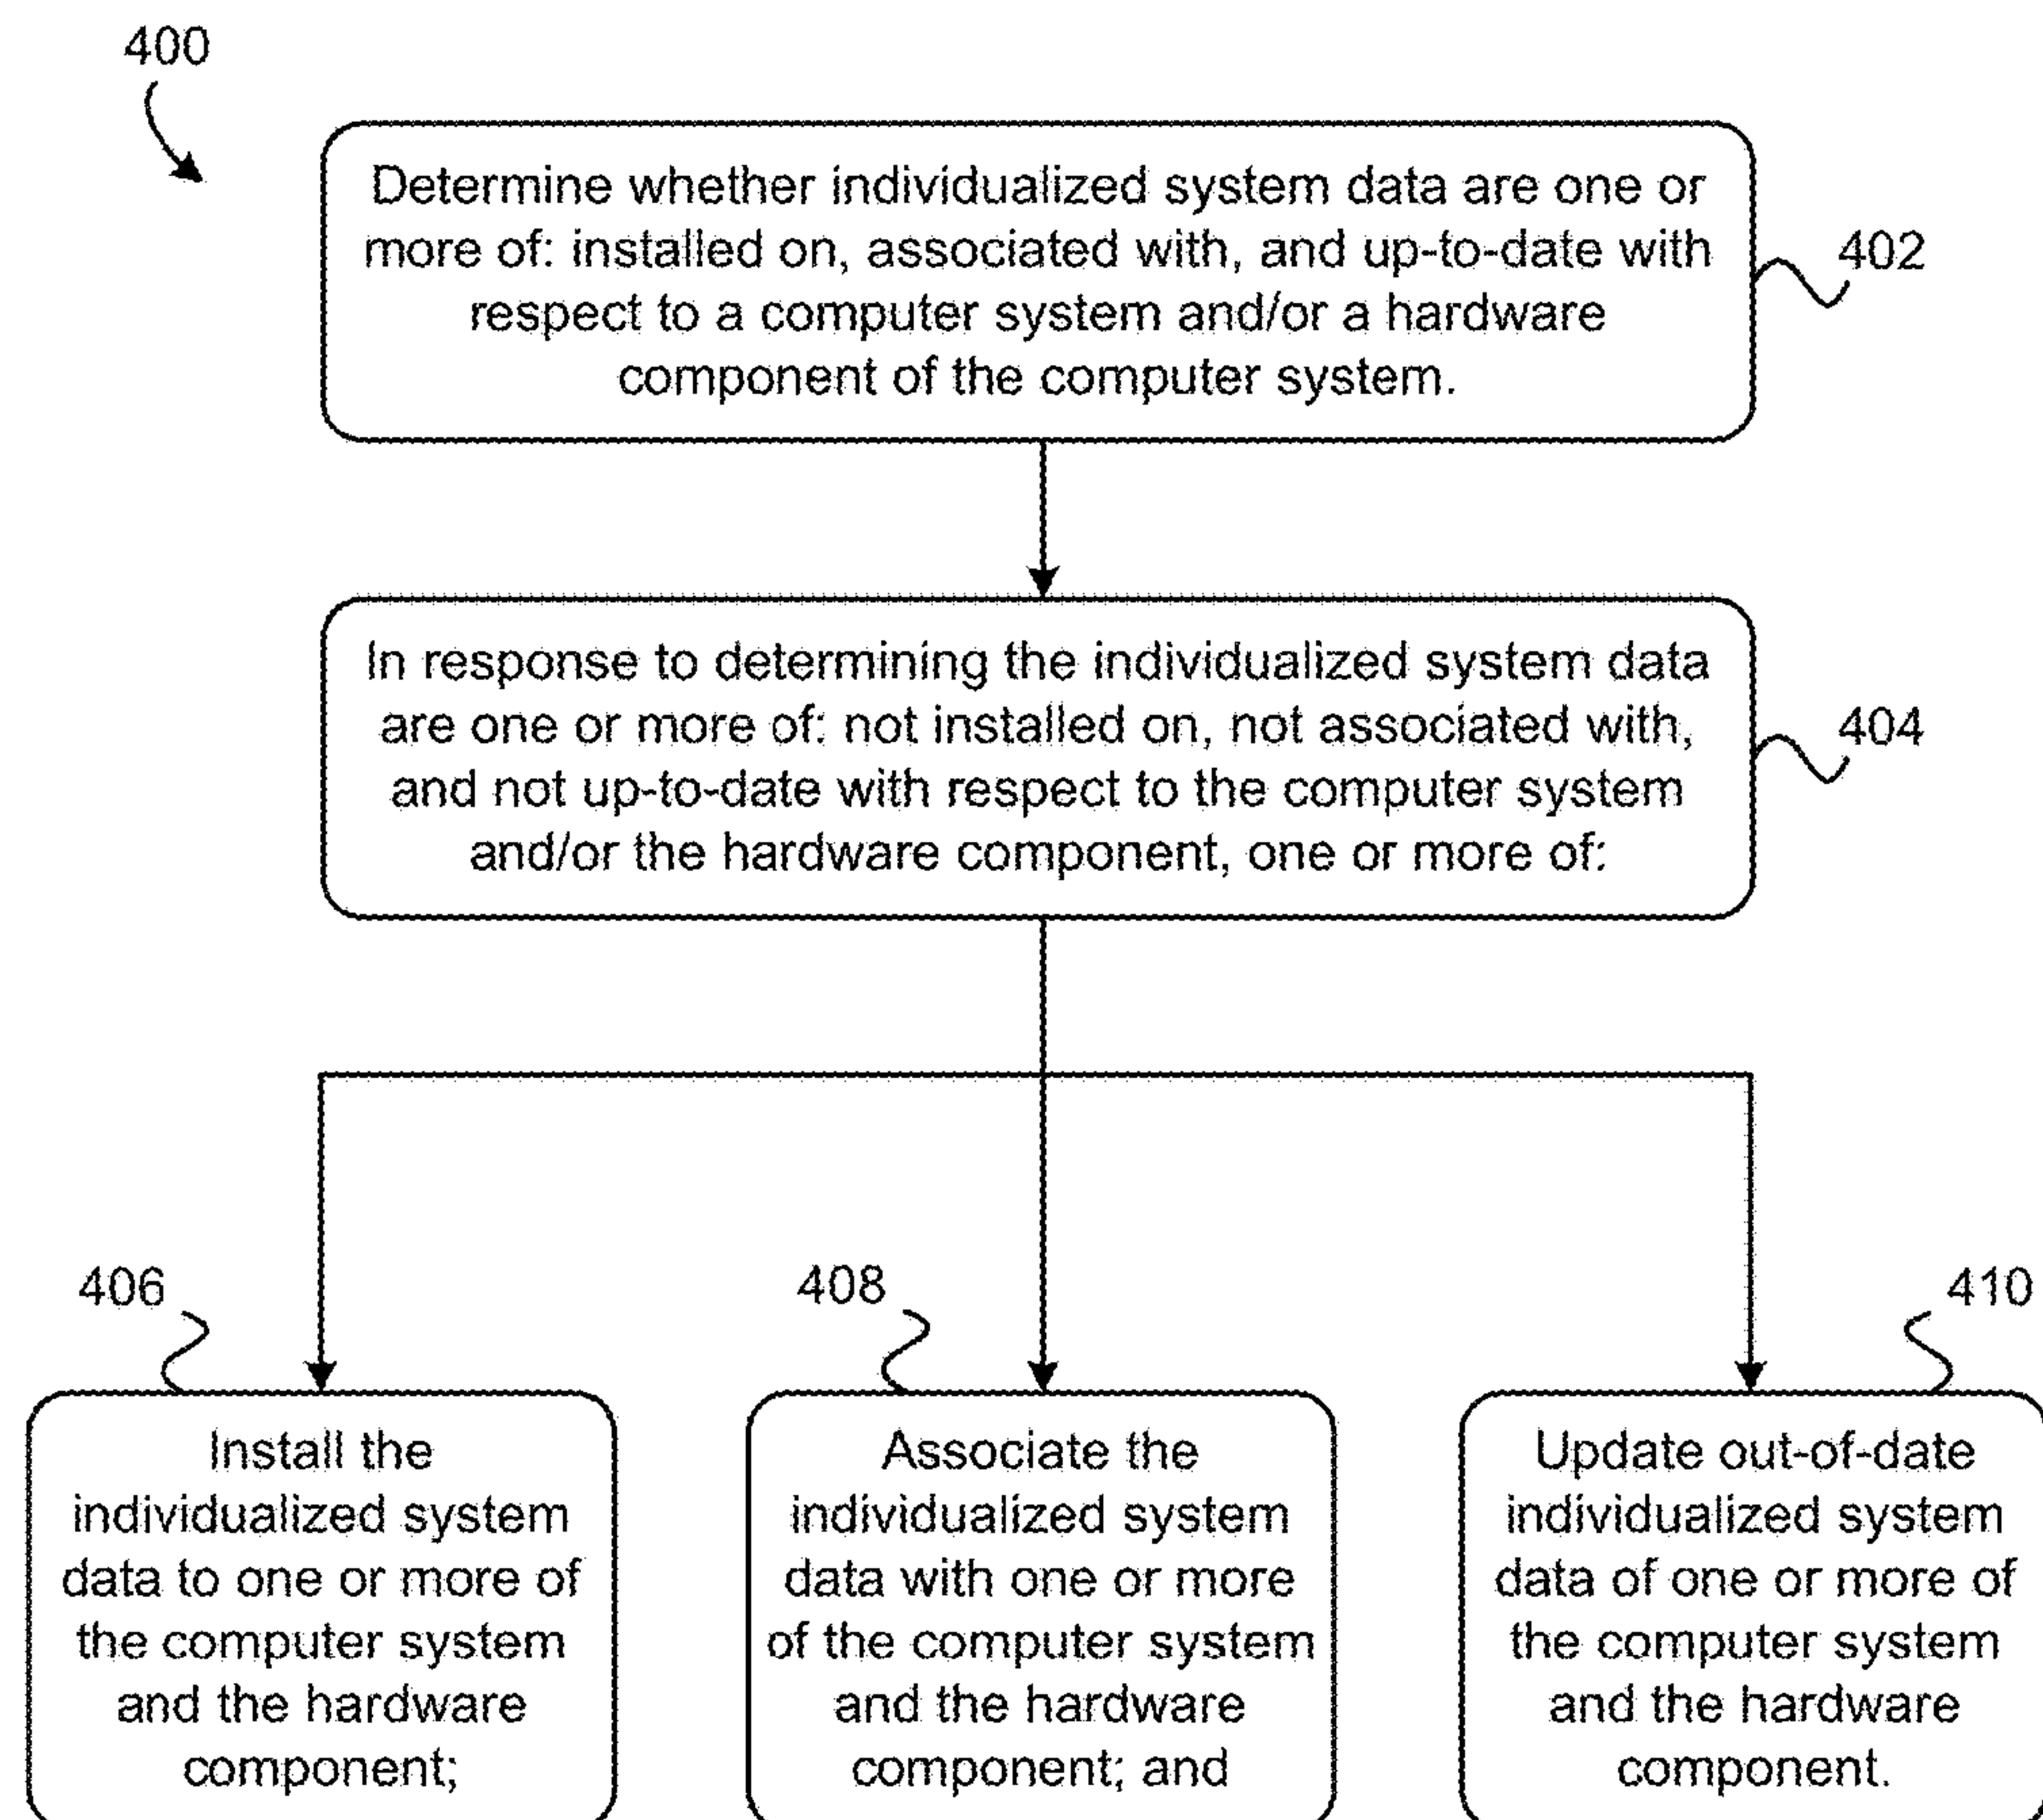 400
Determine whether individualized system data are one or
more of: installed on, associated with, and up-to-date with
respect to a computer system and/or a hardware
component of the computer system.
402
In response to determining the individualized system data
are one or more of: not installed on, not associated with,
and not up-to-date with respect to the computer system
and/or the hardware component, one or more of:
404
406
Install the
individualized system
data to one or more of
the computer system
and the hardware
component;
408
Associate the
individualized system
data with one or more
of the computer system
and the hardware
component; and
410
Update out-of-date
individualized system
data of one or more of
the computer system
and the hardware
component.